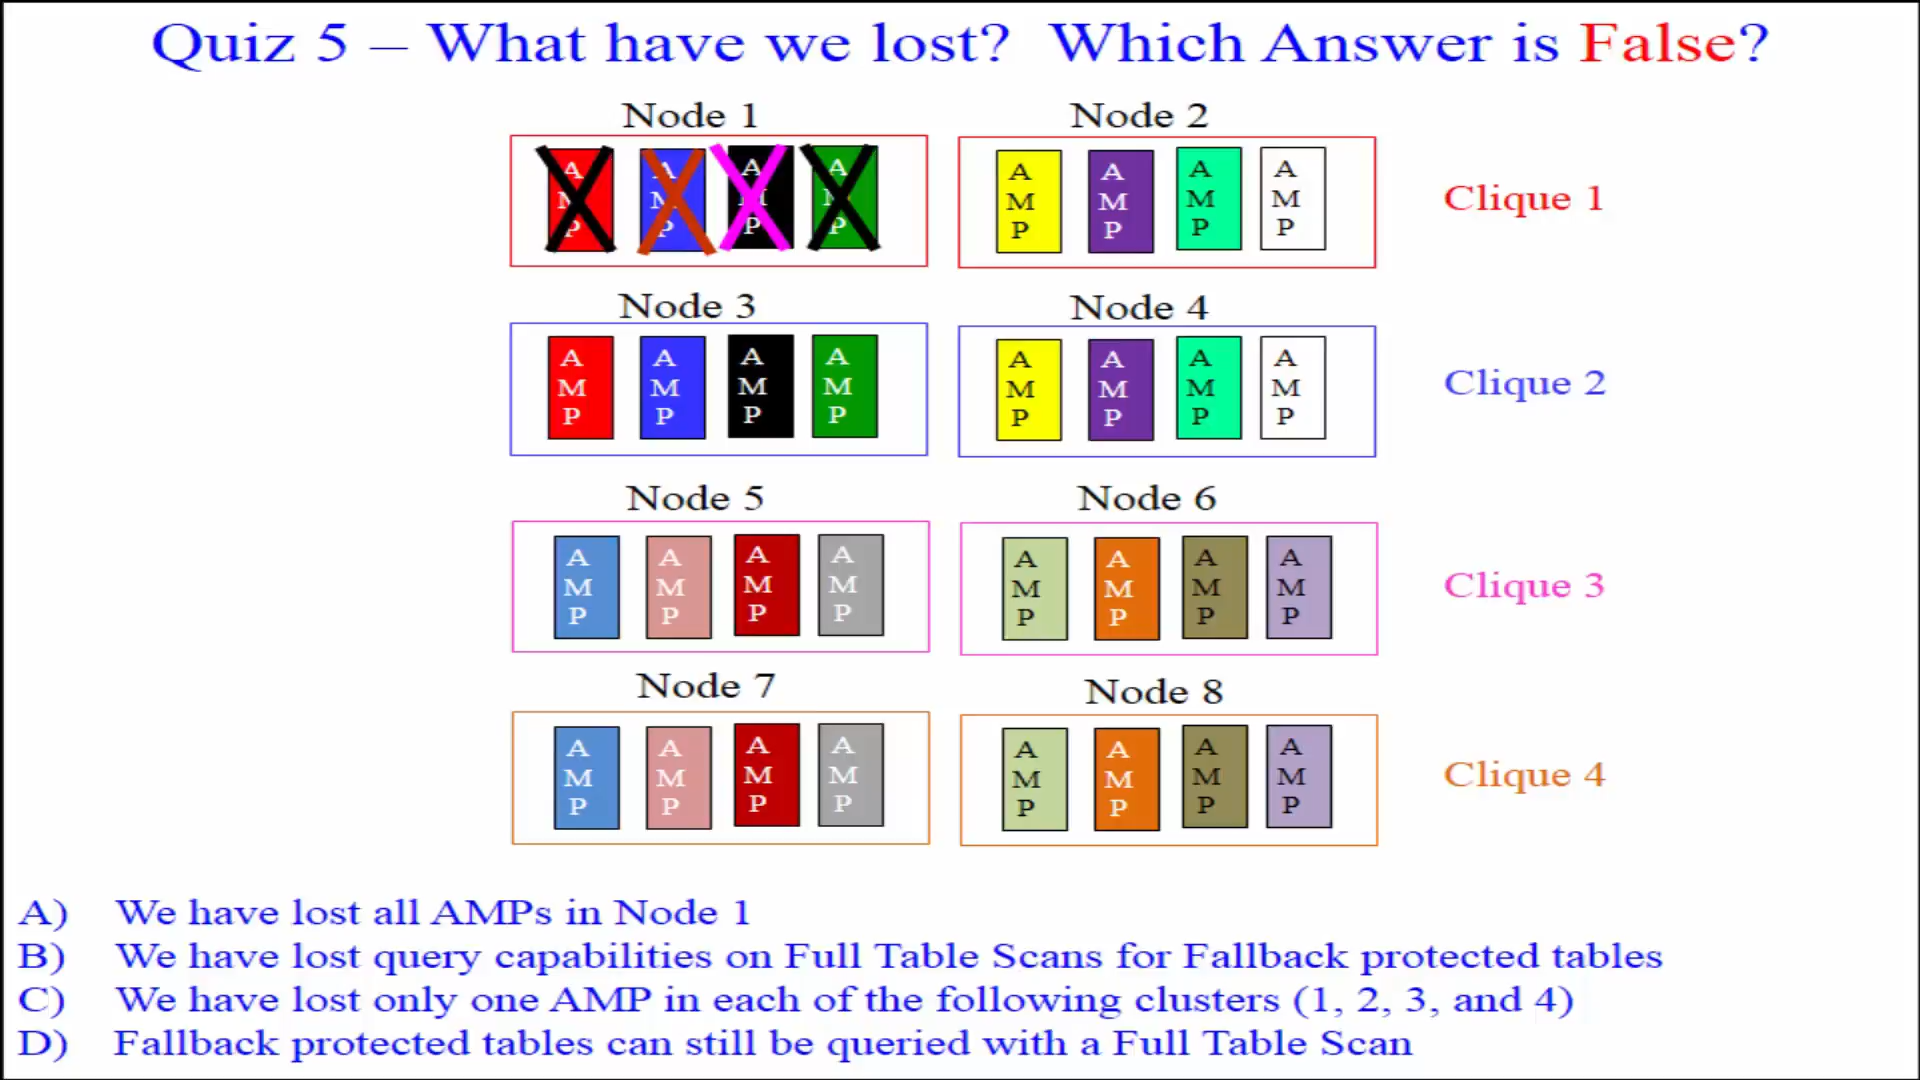 Quiz 5 – What have we lost? Which Answer is False?
Node 1 Node 2
A A A A A A A A
M M M M M M M M
P P P P P P P P
Clique 1
Node 3 Node 4
A A A A A A A A
M M M M M M M M
P P P P P P P P
Clique 2
Node 5 Node 6
A A A A A A A A
M M M M M M M M
P P P P P P P P
Clique 3
Node 7 Node 8
A A A A A A A A
M M M M M M M M
P P P P P P P P
Clique 4
A) We have lost all AMPs in Node 1
B) We have lost query capabilities on Full Table Scans for Fallback protected tables
C) We have lost only one AMP in each of the following clusters (1, 2, 3, and 4)
D) Fallback protected tables can still be queried with a Full Table Scan